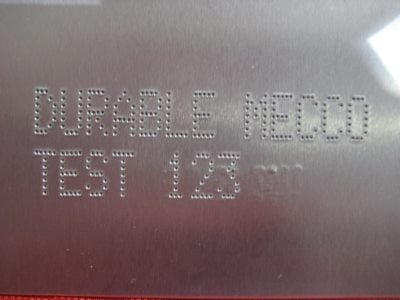 DURABLE MECCO
TEST 123